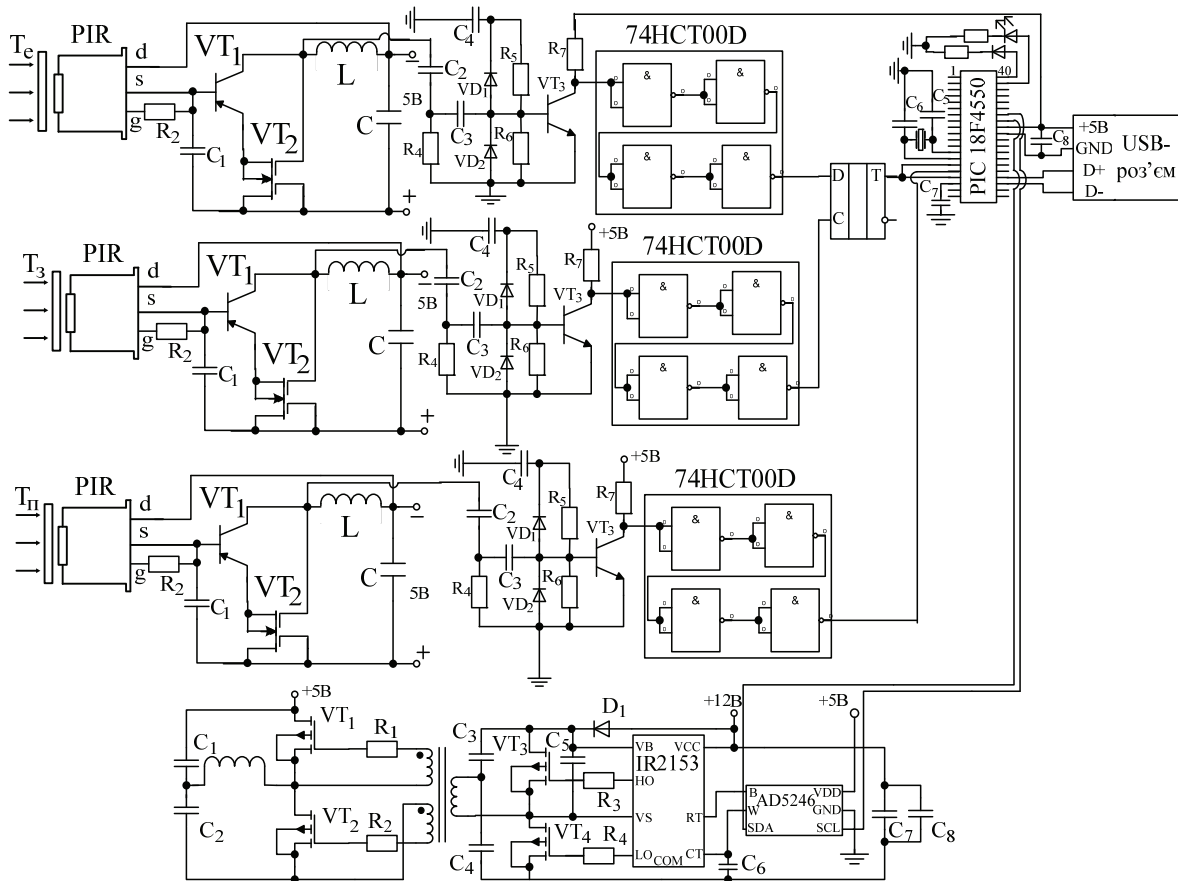 Tе
PIR
d
s
g
R2
C1
VT1
VT2
L
C
5В
C4
C2
R5
VD1
C3
R4
VD2
R6
R7
VT3
74HCT00D
&
&
&
&
D
T
C
C6
C5
1
40
PIC 18F4550
C7
C8
+5В
GND
D+
D-
USB-
роз’єм
Tз
PIR
d
s
g
R2
C1
VT1
VT2
L
C
5В
C4
C2
R5
VD1
C3
R4
VD2
R6
+5В
R7
VT3
74HCT00D
&
&
&
&
Tп
PIR
d
s
g
R2
C1
VT1
VT2
L
C
5В
C4
C2
R5
VD1
C3
R4
VD2
R6
+5В
R7
VT3
74HCT00D
&
&
&
&
+5В
VT1
R1
C1
C2
VT2
R2
C3
C4
VT3
C5
D1
R3
VT4
R4
VB
VCC
IR2153
HO
VS
RT
LO
COM
CT
+12В
+5В
B
VDD
AD5246
W
GND
SDA
SCL
C6
C7
C8